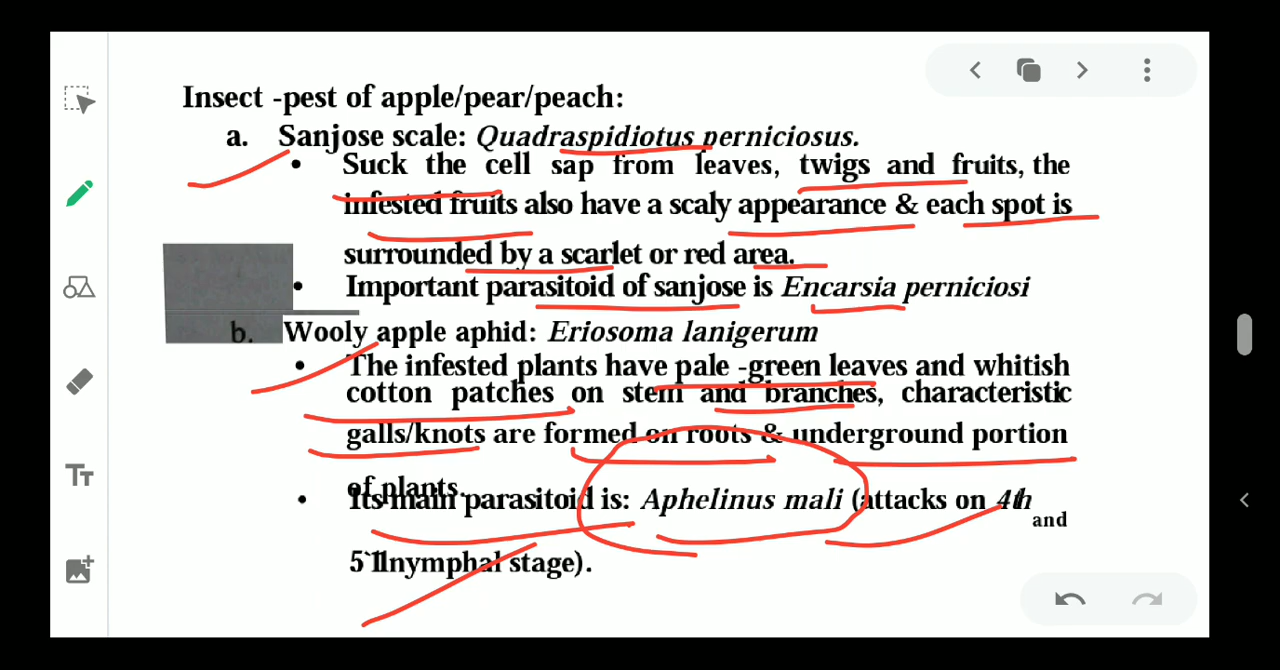 Insect -pest of apple/pear/peach:
a. Sanjose scale: Quadraspidiotus perniciosus.
• Suck the cell sap from leaves, twigs and fruits, the
infested fruits also have a scaly appearance & each spot is
surrounded by a scarlet or red area.
• Important parasitoid of sanjose is Encarsia perniciosi
b. Wooly apple aphid: Eriosoma lanigerum
• The infested plants have pale -green leaves and whitish
cotton patches on stem and branches, characteristic
galls/knots are formed on roots & underground portion
of plants.
• Its main parasitoid is: Aphelinus mali (attacks on 4th
and
nymphal stage).
Tт